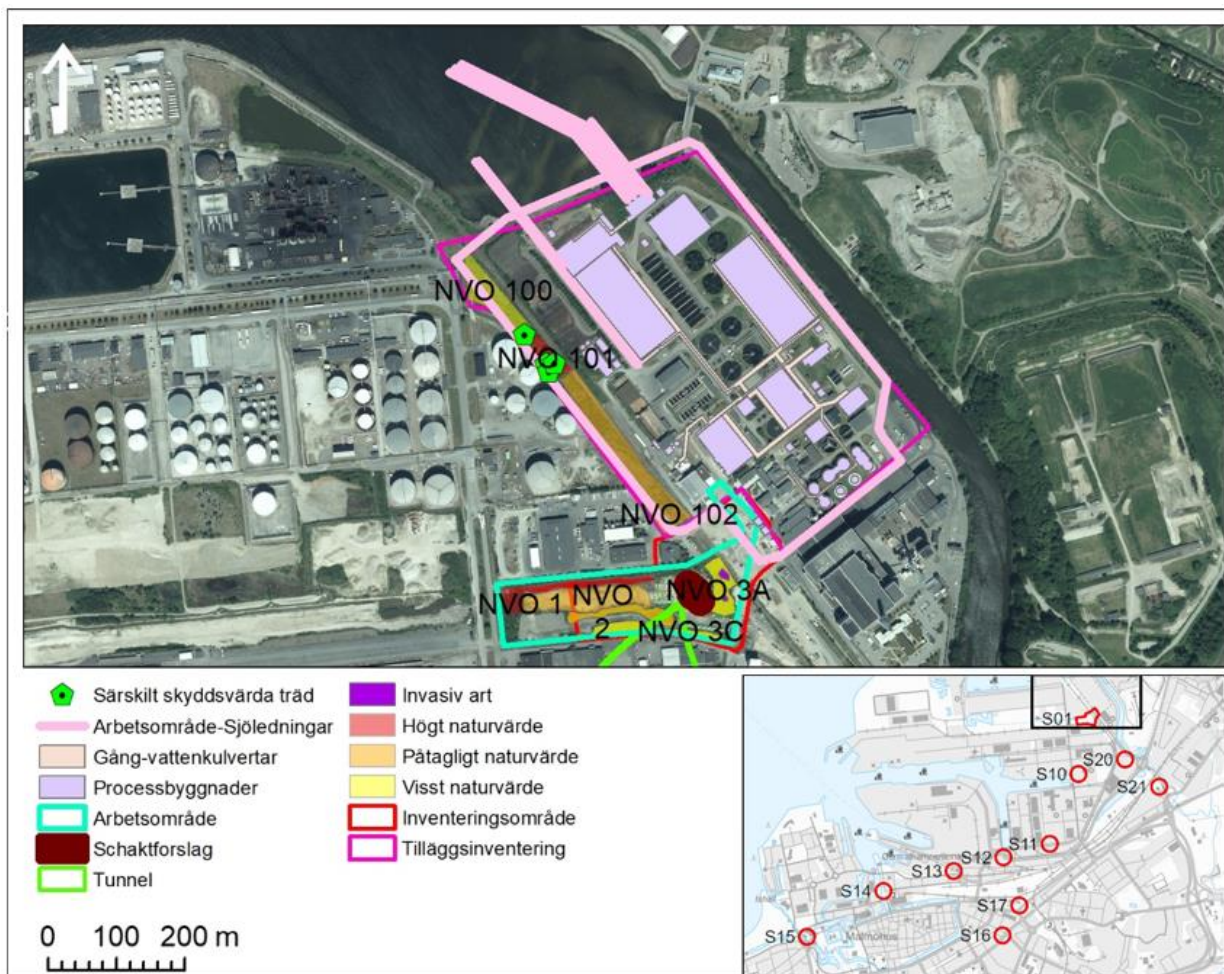 NVO 100
NVO 101
NVO 102
NVO 1
NVO
2
NVO 3A
NVO 3C
Särskilt skyddsvärda träd
Arbetsområde-Sjöledningar
Gång-vattenkulvertar
Processbyggnader
Arbetsområde
Schaktforslag
Tunnel
Invasiv art
Högt naturvärde
Påtagligt naturvärde
Visst naturvärde
Inventeringsområde
Tilläggsinventering
0 100 200 m
S01
S20
S10
S21
S11
S12
S13
S14
S17
S15
S16
Malmöhus